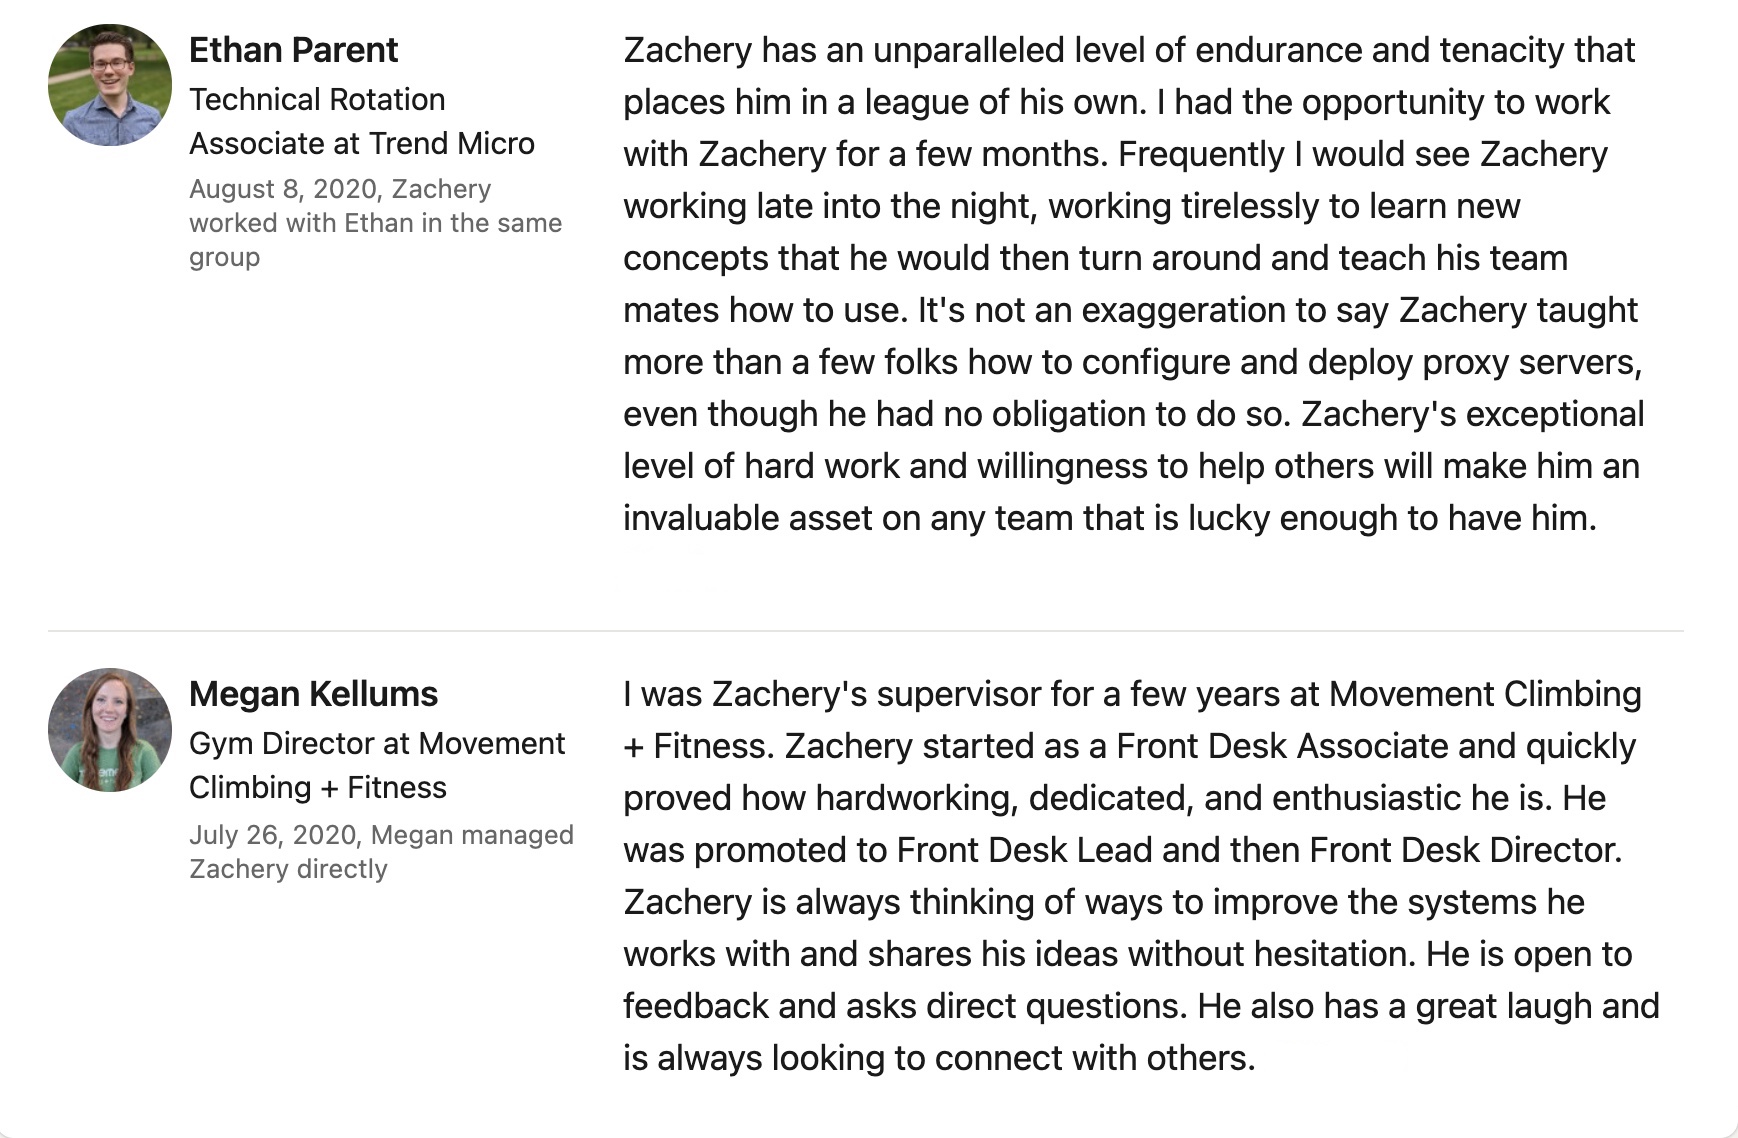 Ethan Parent
Technical Rotation
Associate at Trend Micro
August 8, 2020, Zachery
worked with Ethan in the same
group
Zachery has an unparalleled level of endurance and tenacity that
places him in a league of his own. I had the opportunity to work
with Zachery for a few months. Frequently I would see Zachery
working late into the night, working tirelessly to learn new
concepts that he would then turn around and teach his team
mates how to use. It's not an exaggeration to say Zachery taught
more than a few folks how to configure and deploy proxy servers,
even though he had no obligation to do so. Zachery's exceptional
level of hard work and willingness to help others will make him an
invaluable asset on any team that is lucky enough to have him.
Megan Kellums
Gym Director at Movement
Climbing + Fitness
July 26, 2020, Megan managed
Zachery directly
I was Zachery's supervisor for a few years at Movement Climbing
+ Fitness. Zachery started as a Front Desk Associate and quickly
proved how hardworking, dedicated, and enthusiastic he is. He
was promoted to Front Desk Lead and then Front Desk Director.
Zachery is always thinking of ways to improve the systems he
works with and shares his ideas without hesitation. He is open to
feedback and asks direct questions. He also has a great laugh and
is always looking to connect with others.